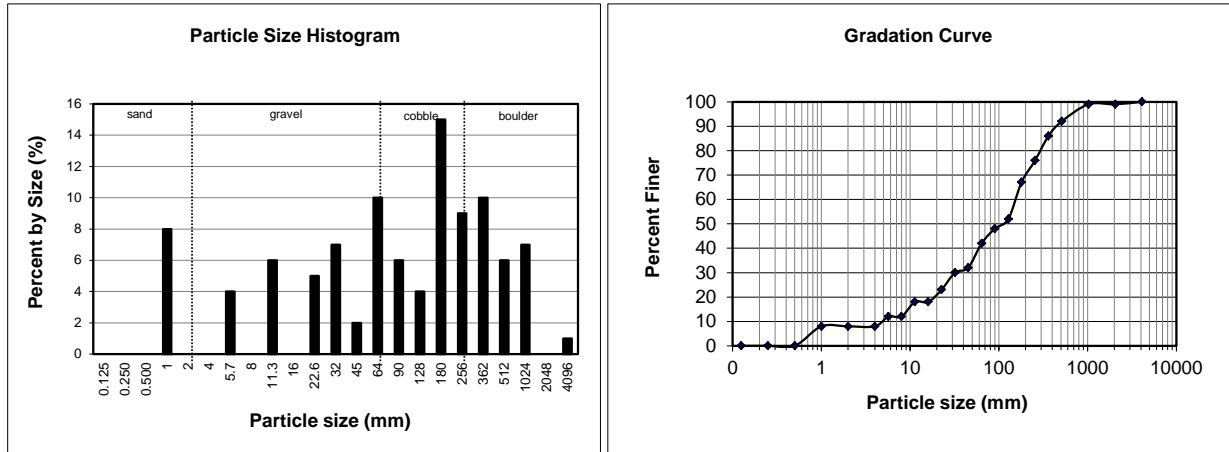 Particle Size Histogram
Percent by Size (%)
16
14
12
10
8
6
4
2
0
sand gravel cobble boulder
0.125 0.250 0.500 1 2 4 5.7 8 11.3 16 22.6 32 45 64 90 128 180 256 362 512 1024 2048 4096
Particle size (mm)
Gradation Curve
Percent Finer
100
90
80
70
60
50
40
30
20
10
0
0 1 10 100 1000 10000
Particle size (mm)